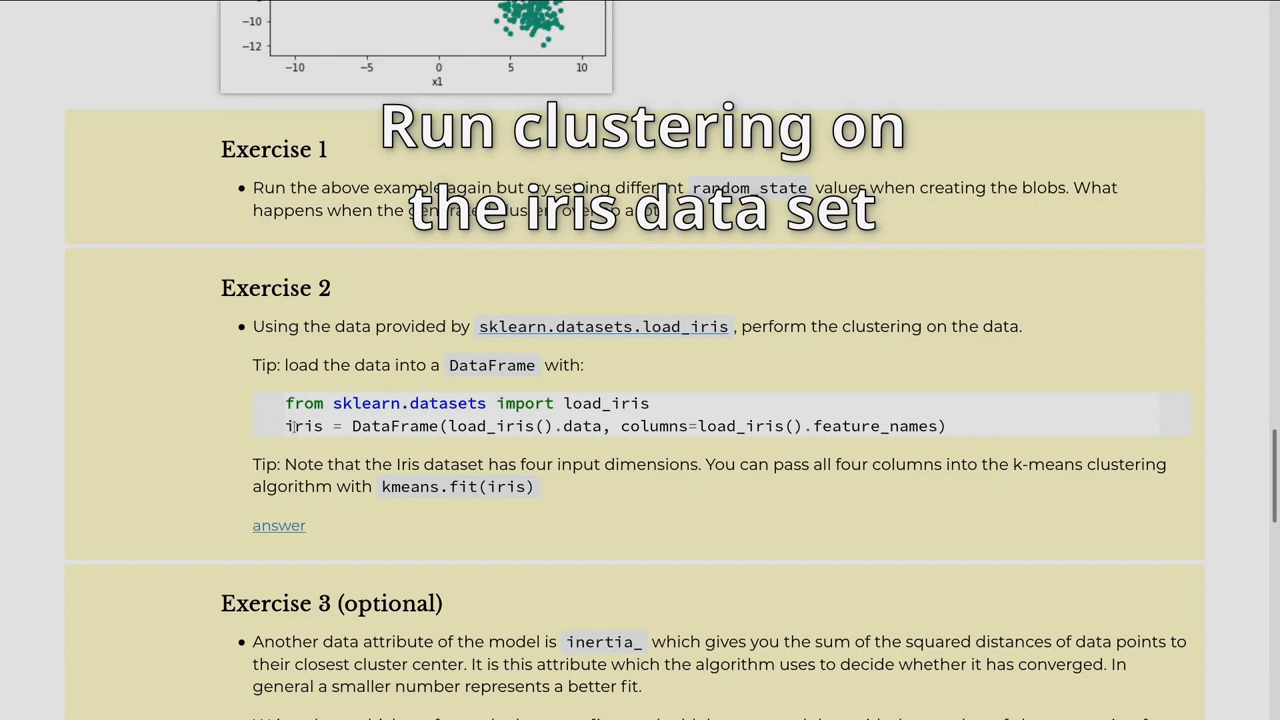 −10
−12
−10 −5 0 5 10
x1
Run clustering on
the iris data set
Exercise 1
Run the above example again but try setting different random_state values when creating the blobs. What
happens when the generated clusters overlap a lot?
Exercise 2
Using the data provided by sklearn.datasets.load_iris, perform the clustering on the data.
Tip: load the data into a DataFrame with:
from sklearn.datasets import load_iris
iris = DataFrame(load_iris().data, columns=load_iris().feature_names)
Tip: Note that the Iris dataset has four input dimensions. You can pass all four columns into the k-means clustering
algorithm with kmeans.fit(iris)
answer
Exercise 3 (optional)
Another data attribute of the model is inertia_ which gives you the sum of the squared distances of data points to
their closest cluster center. It is this attribute which the algorithm uses to decide whether it has converged. In
general a smaller number represents a better fit.